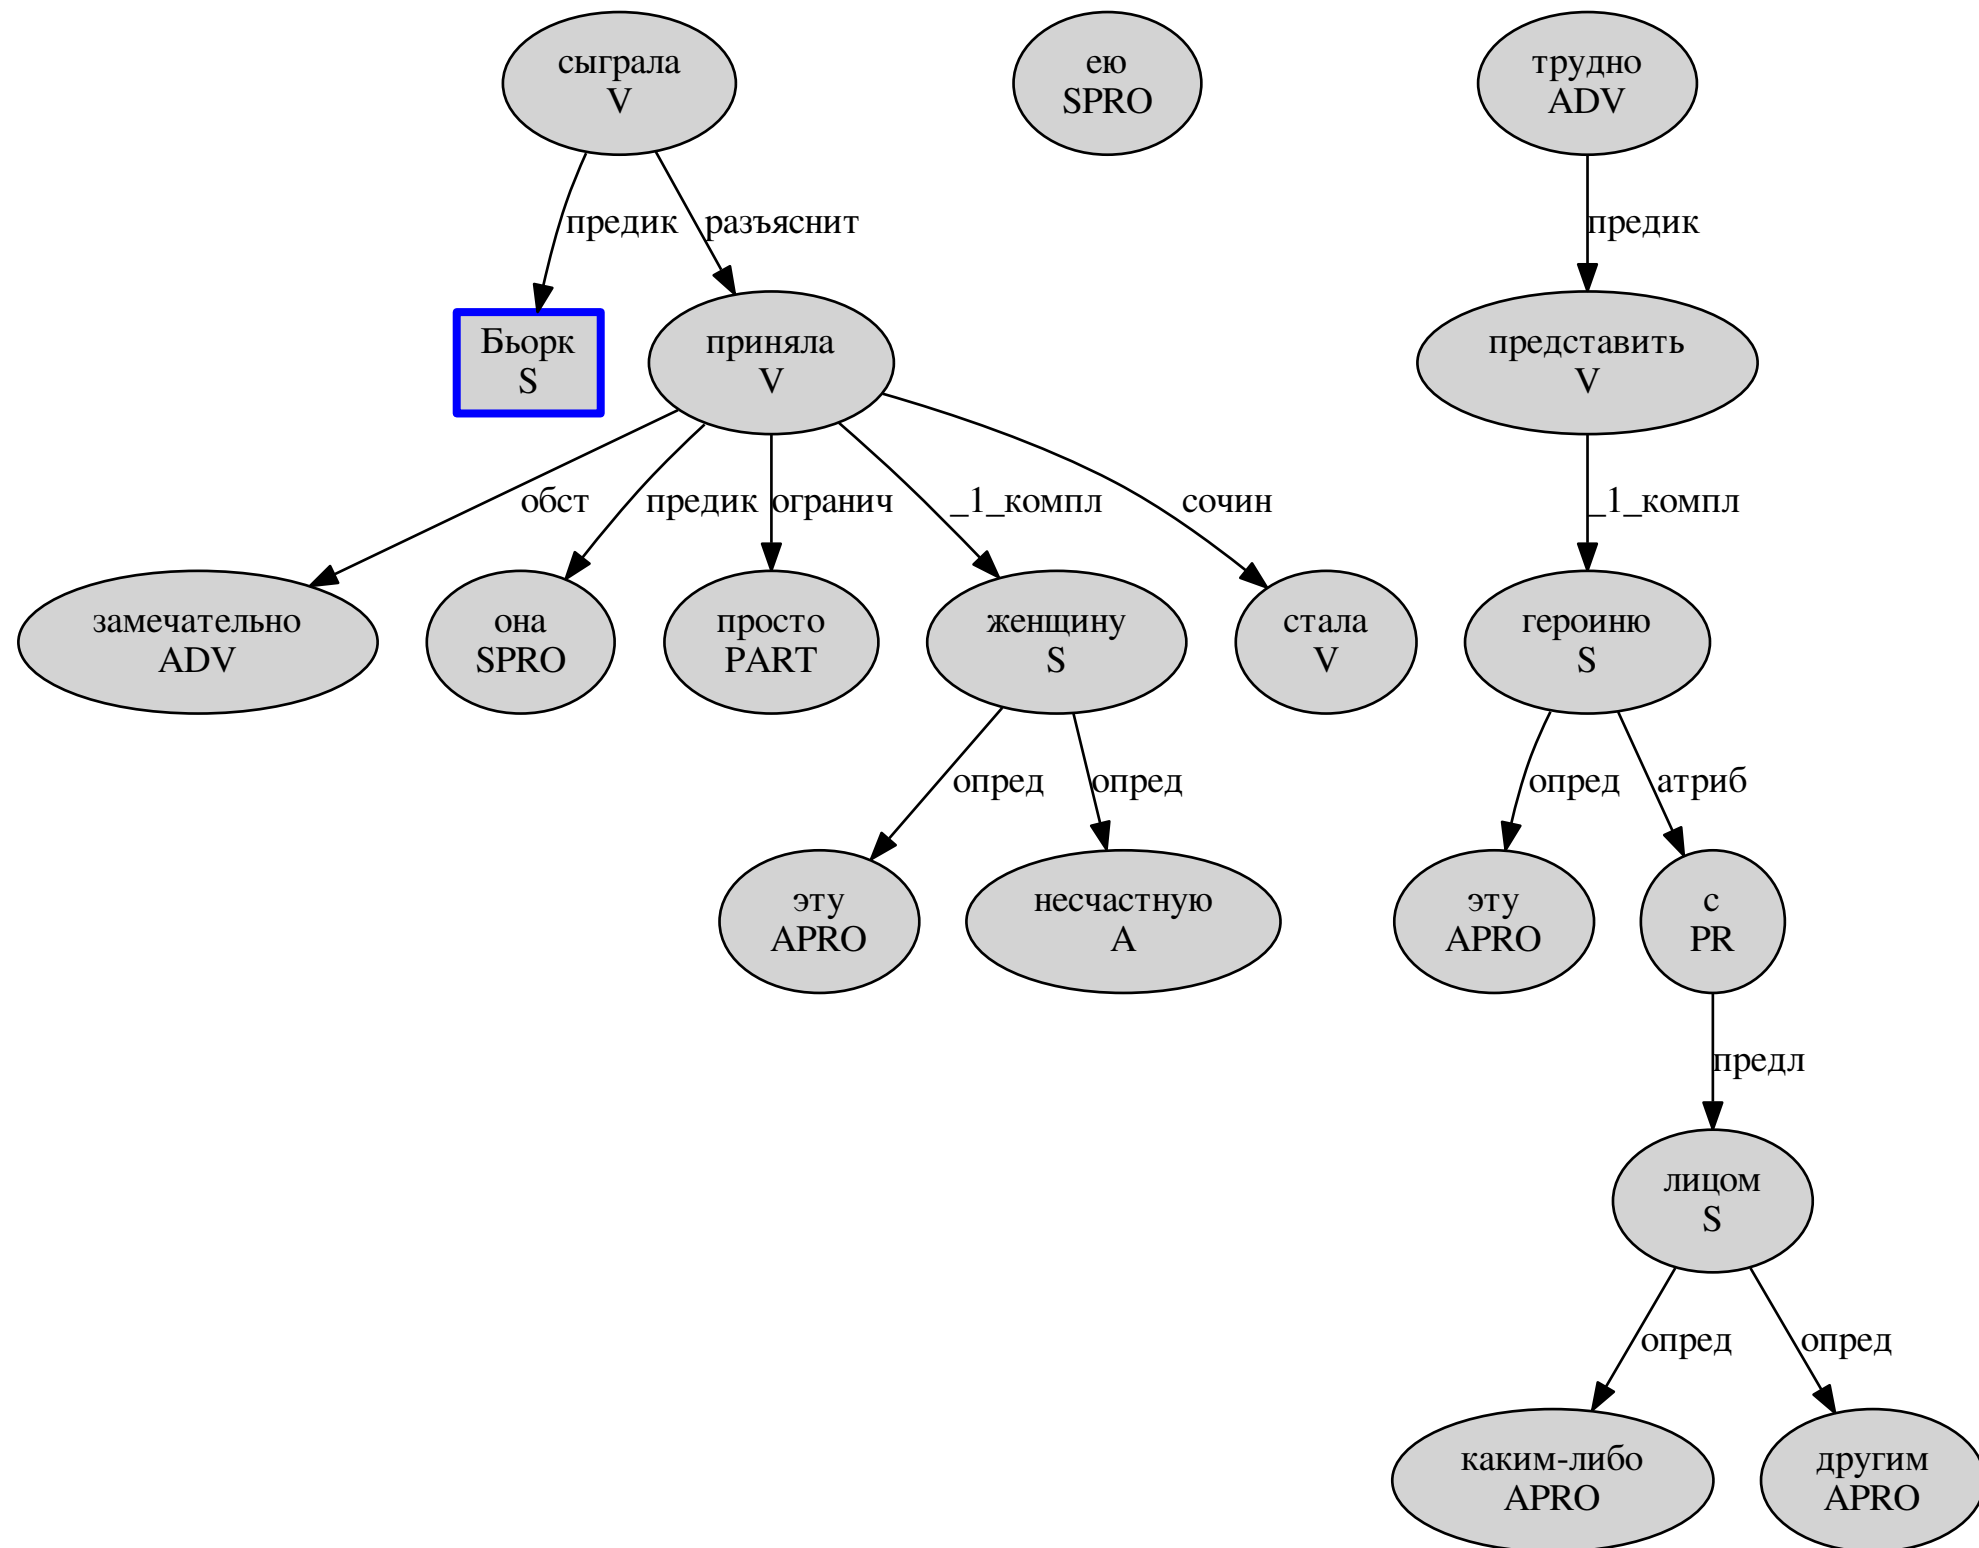 сыграла
V
ею
SPRO
трудно
ADV
предик
разъяснит
предик
Бьорк
S
приняла
V
представить
V
обст
предик
огранич
_1_компл
сочин
_1_компл
замечательно
ADV
она
SPRO
просто
PART
женщину
S
стала
V
героиню
S
опред
опред
опред
атриб
эту
APRO
несчастную
A
эту
APRO
с
PR
предл
лицом
S
опред
опред
каким-либо
APRO
другим
APRO